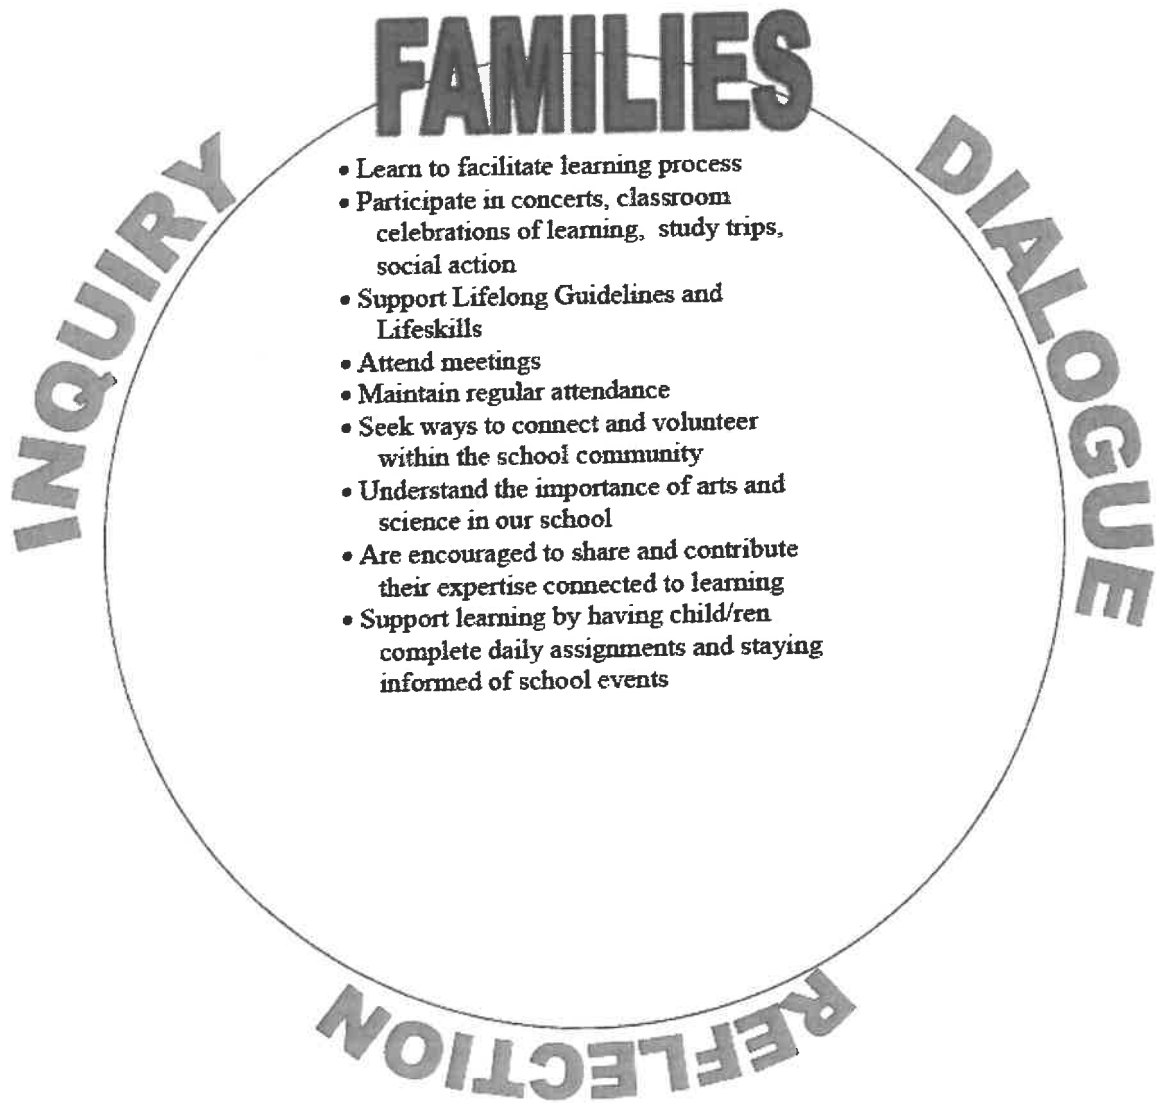 FAMILIES
• Learn to facilitate learning process
• Participate in concerts, classroom
celebrations of learning, study trips,
social action
• Support Lifelong Guidelines and
Lifeskills
• Attend meetings
• Maintain regular attendance
• Seek ways to connect and volunteer
within the school community
• Understand the importance of arts and
science in our school
• Are encouraged to share and contribute
their expertise connected to learning
• Support learning by having child/ren
complete daily assignments and staying
informed of school events
INQUIRY
DIALOGUE
REFLECTION